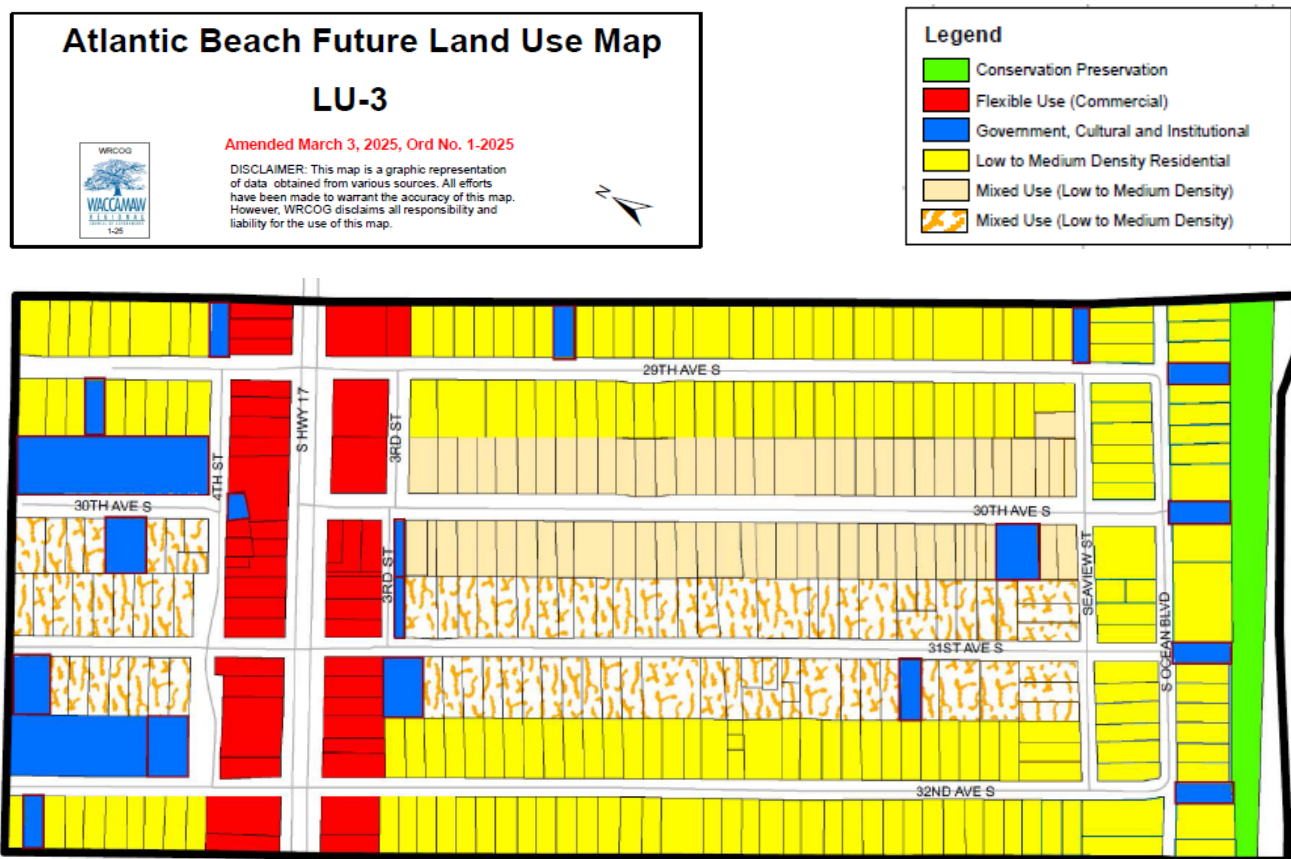 Atlantic Beach Future Land Use Map
LU-3
Amended March 3, 2025, Ord No. 1-2025
DISCLAIMER: This map is a graphic representation
of data obtained from various sources. All efforts
have been made to warrant the accuracy of this map.
However, WRCOG disclaims all responsibility and
liability for the use of this map.
WRCOG
WACCAMAW
REGIONAL
COUNCIL OF GOVERNMENTS
1-25
N
Legend
Conservation Preservation
Flexible Use (Commercial)
Government, Cultural and Institutional
Low to Medium Density Residential
Mixed Use (Low to Medium Density)
Mixed Use (Low to Medium Density)
29TH AVE S
S HWY 17
3RD ST
4TH ST
30TH AVE S
30TH AVE S
3RD ST
SEAVIEW ST
S OCEAN BLVD
31ST AVE S
32ND AVE S